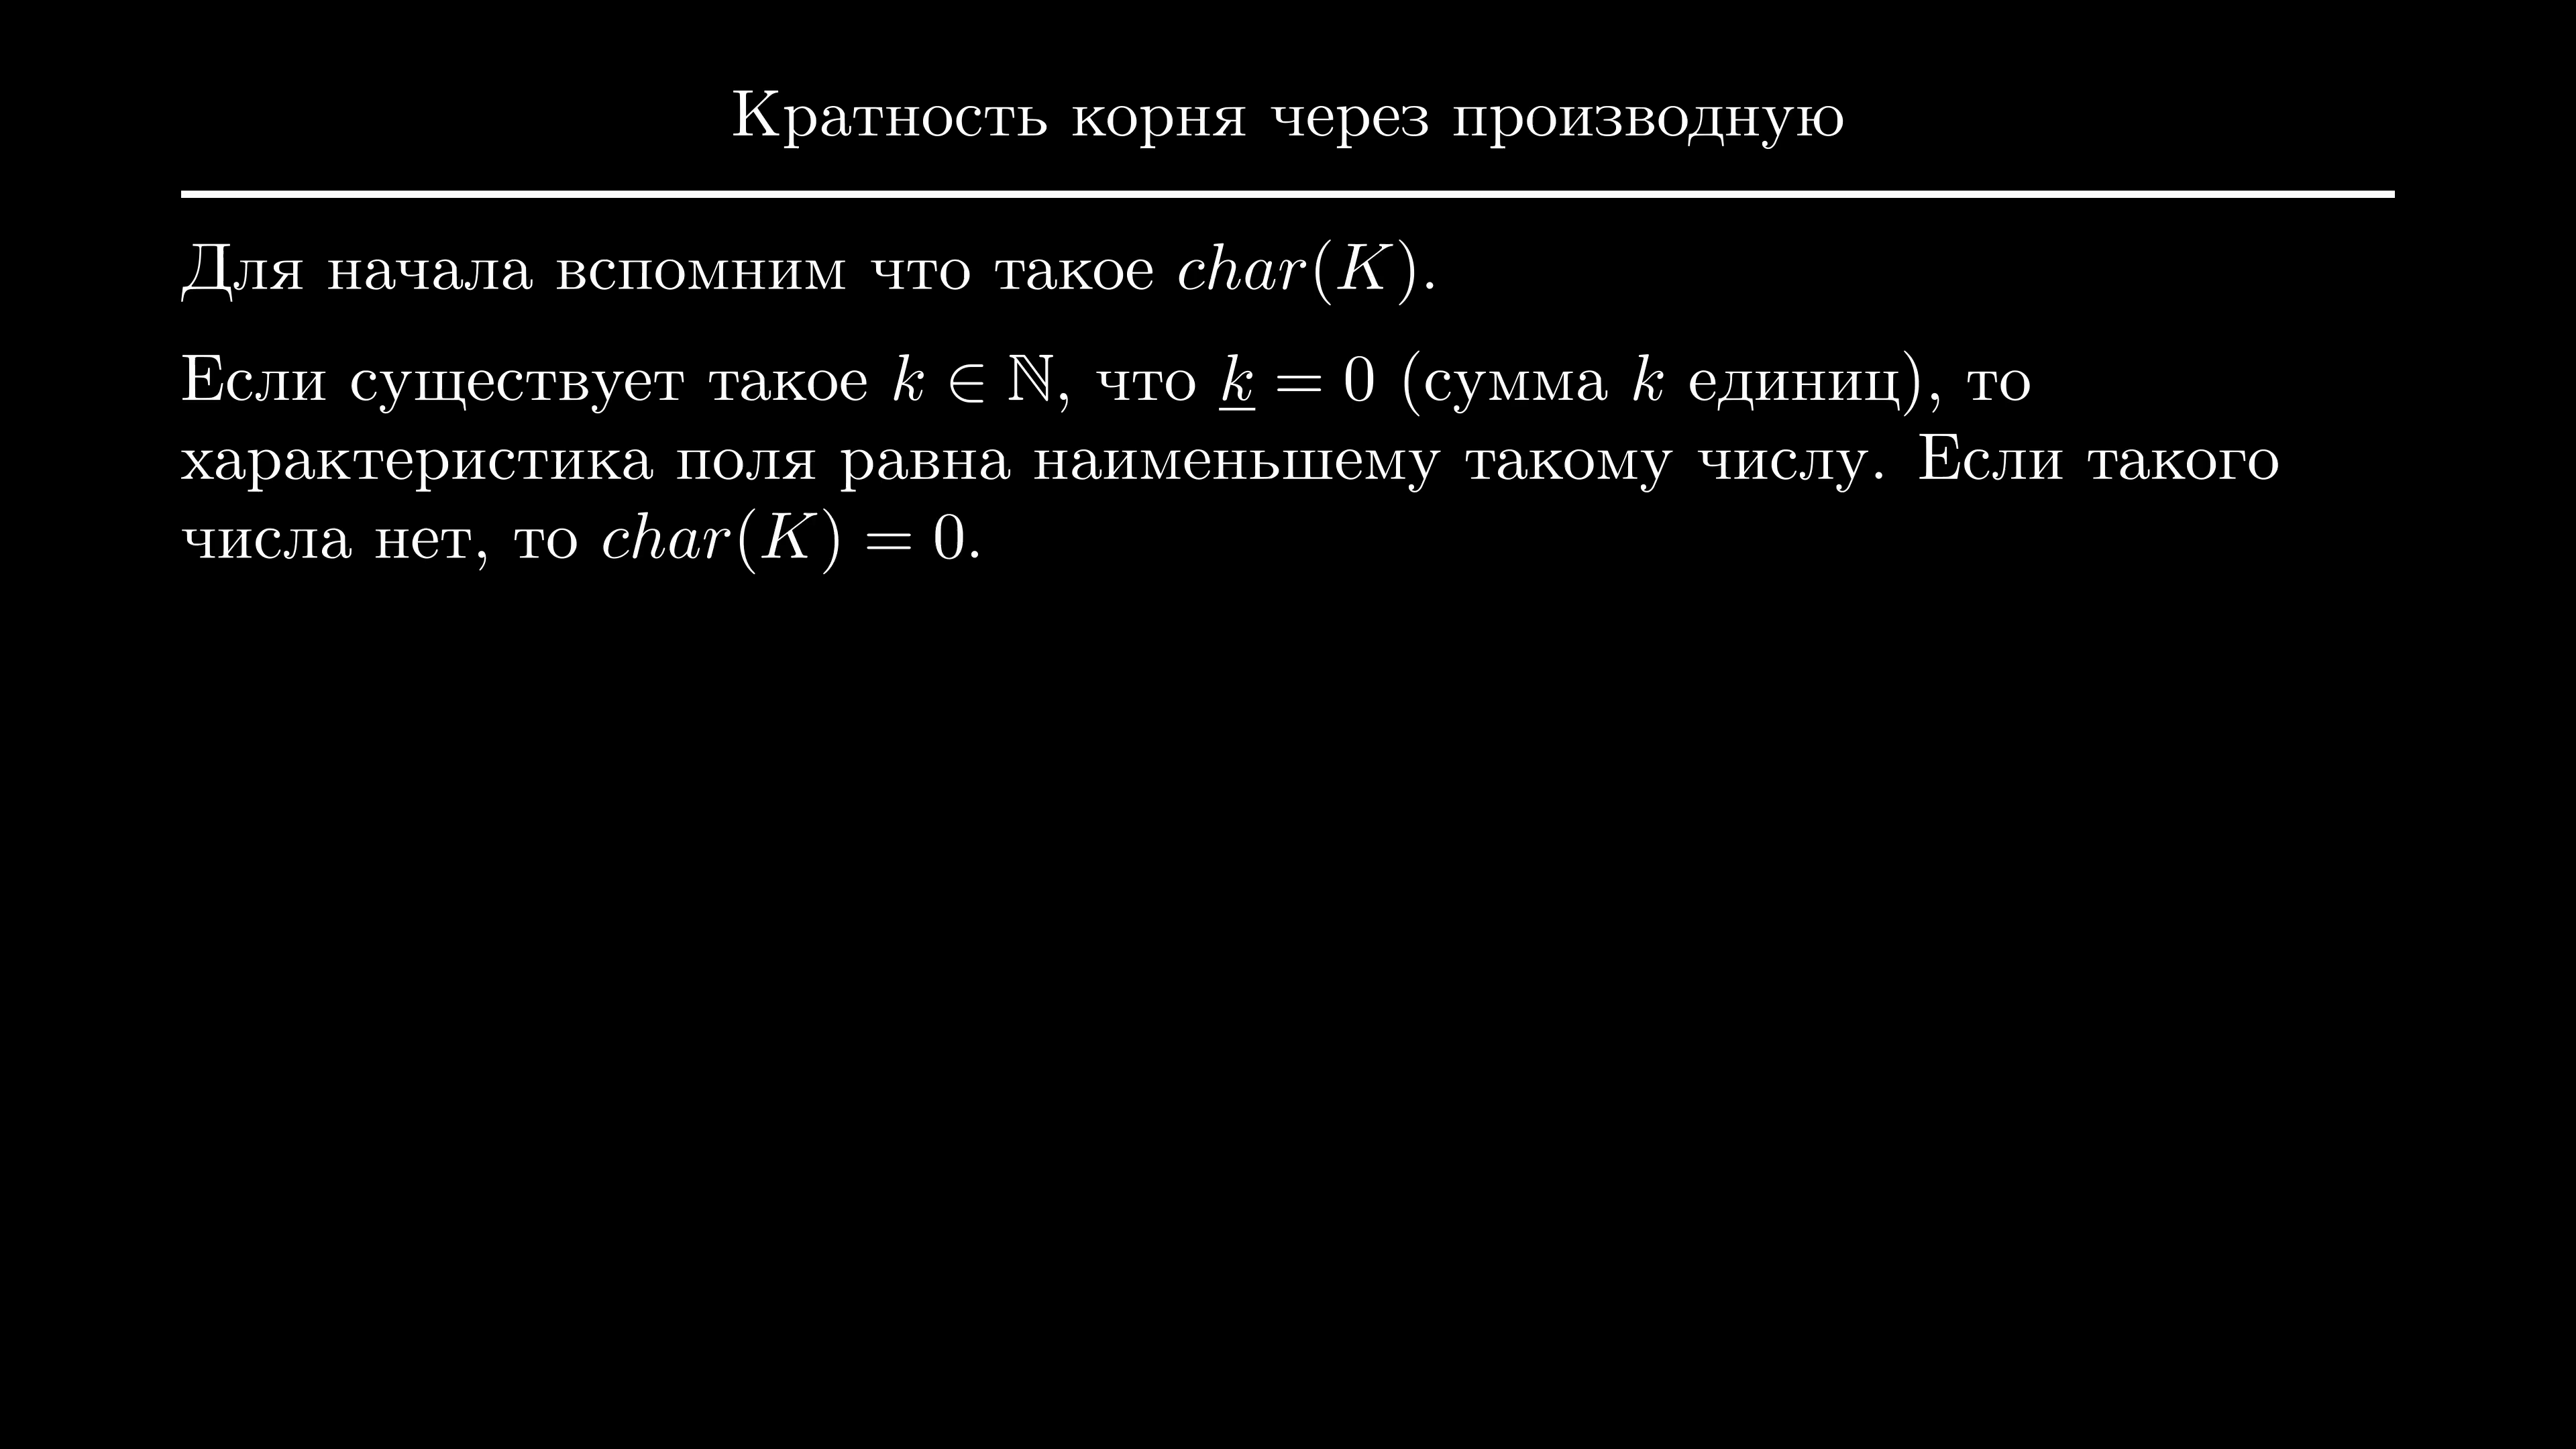 Кратность корня через производную
Для начала вспомним что такое char(K).
Если существует такое k ∈ ℕ, что k̲ = 0 (сумма k единиц), то
характеристика поля равна наименьшему такому числу. Если такого
числа нет, то char(K) = 0.